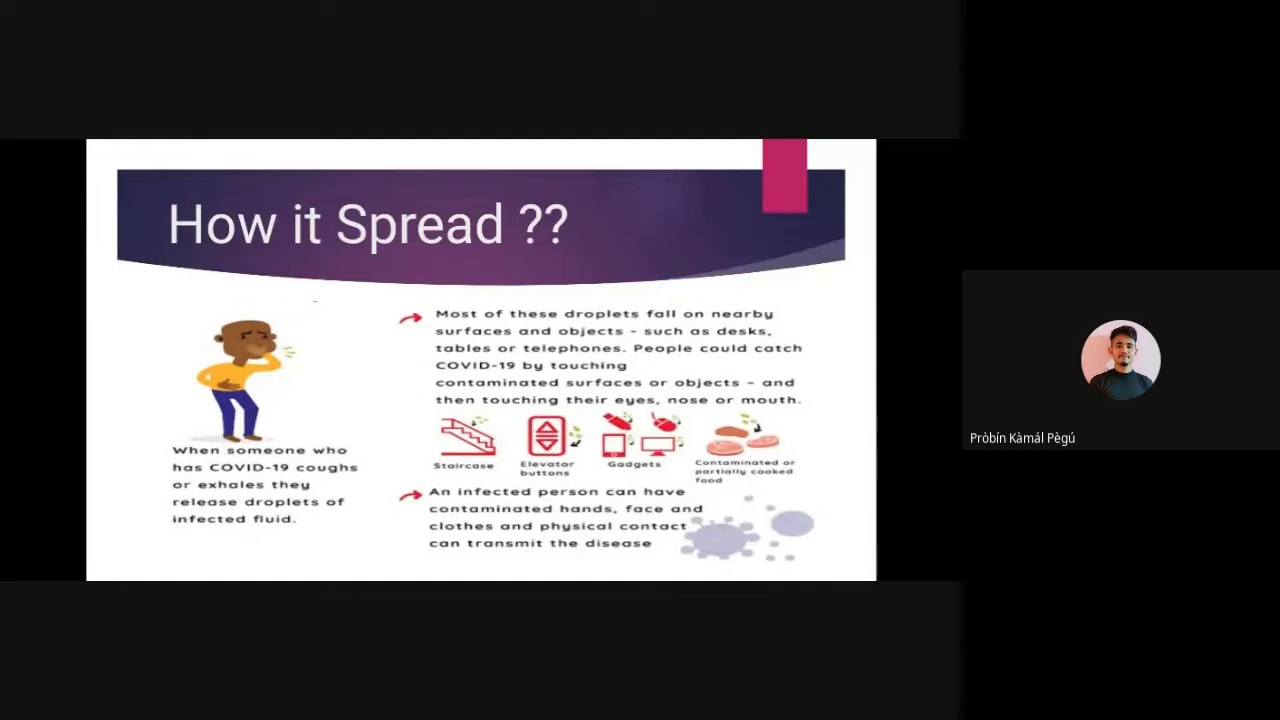 How it Spread ??
When someone who
has COVID-19 coughs
or exhales they
release droplets of
infected fluid.
Most of these droplets fall on nearby
surfaces and objects - such as desks,
tables or telephones. People could catch
COVID-19 by touching
contaminated surfaces or objects - and
then touching their eyes, nose or mouth.
Staircase
Elevator
buttons
Gadgets
Contaminated or
partially cooked
food
An infected person can have
contaminated hands, face and
clothes and physical contact
can transmit the disease
Pròbín Kàmál Pègú